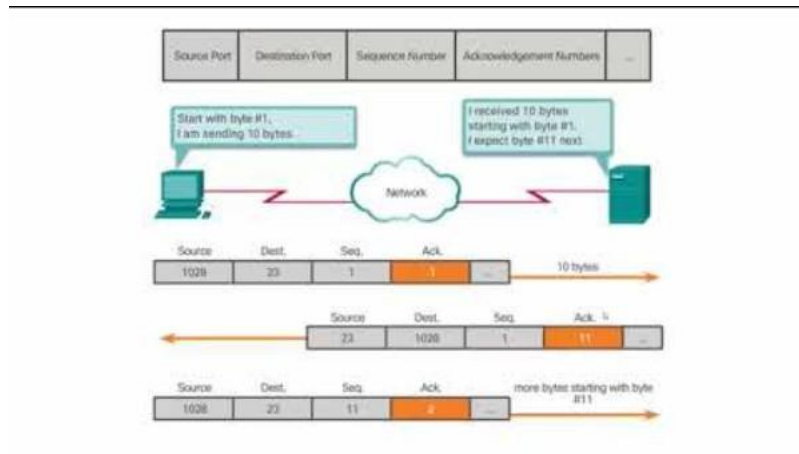 Source Port Destination Port Sequence Number Acknowledgement Numbers ...
Start with byte #1,
I am sending 10 bytes.
I received 10 bytes
starting with byte #1.
I expect byte #11 next
Network
Source Dest. Seq. Ack.
1028 23 1 1 ...
10 bytes
Source Dest. Seq. Ack.
23 1028 1 11 ...
Source Dest. Seq. Ack.
1028 23 11 2 ...
more bytes starting with byte
#11